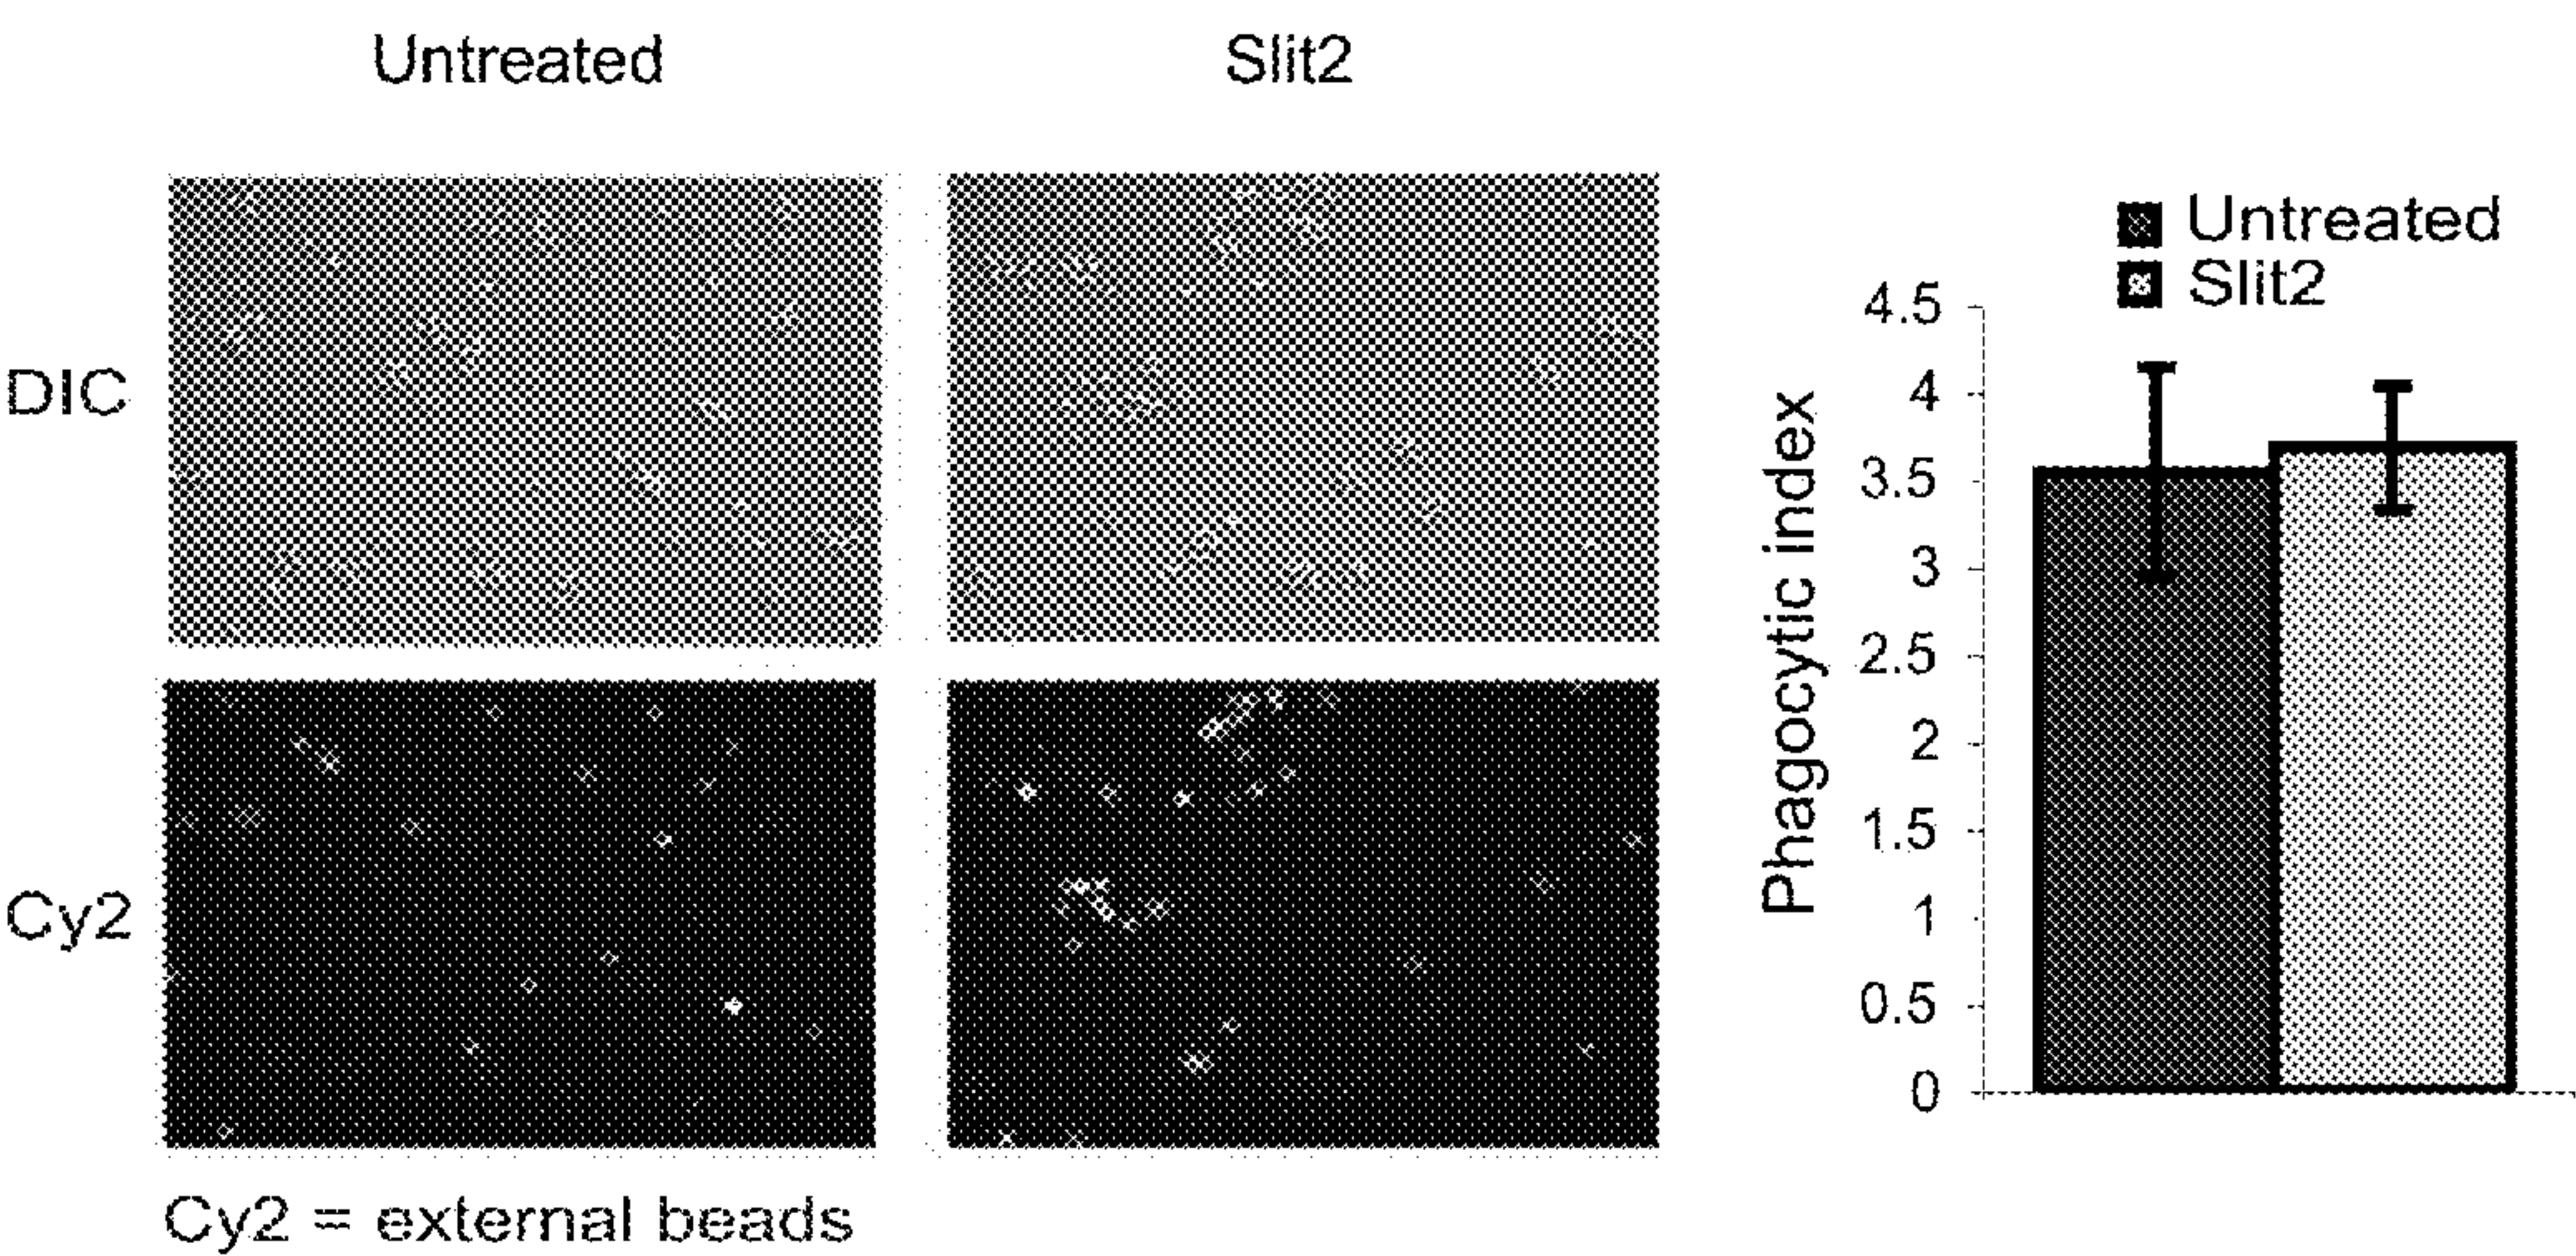 Untreated
Slit2
DIC
Cy2
Cy2 = external beads
Untreated
Slit2
Phagocytic index
4.5
4
3.5
3
2.5
2
1.5
1
0.5
0